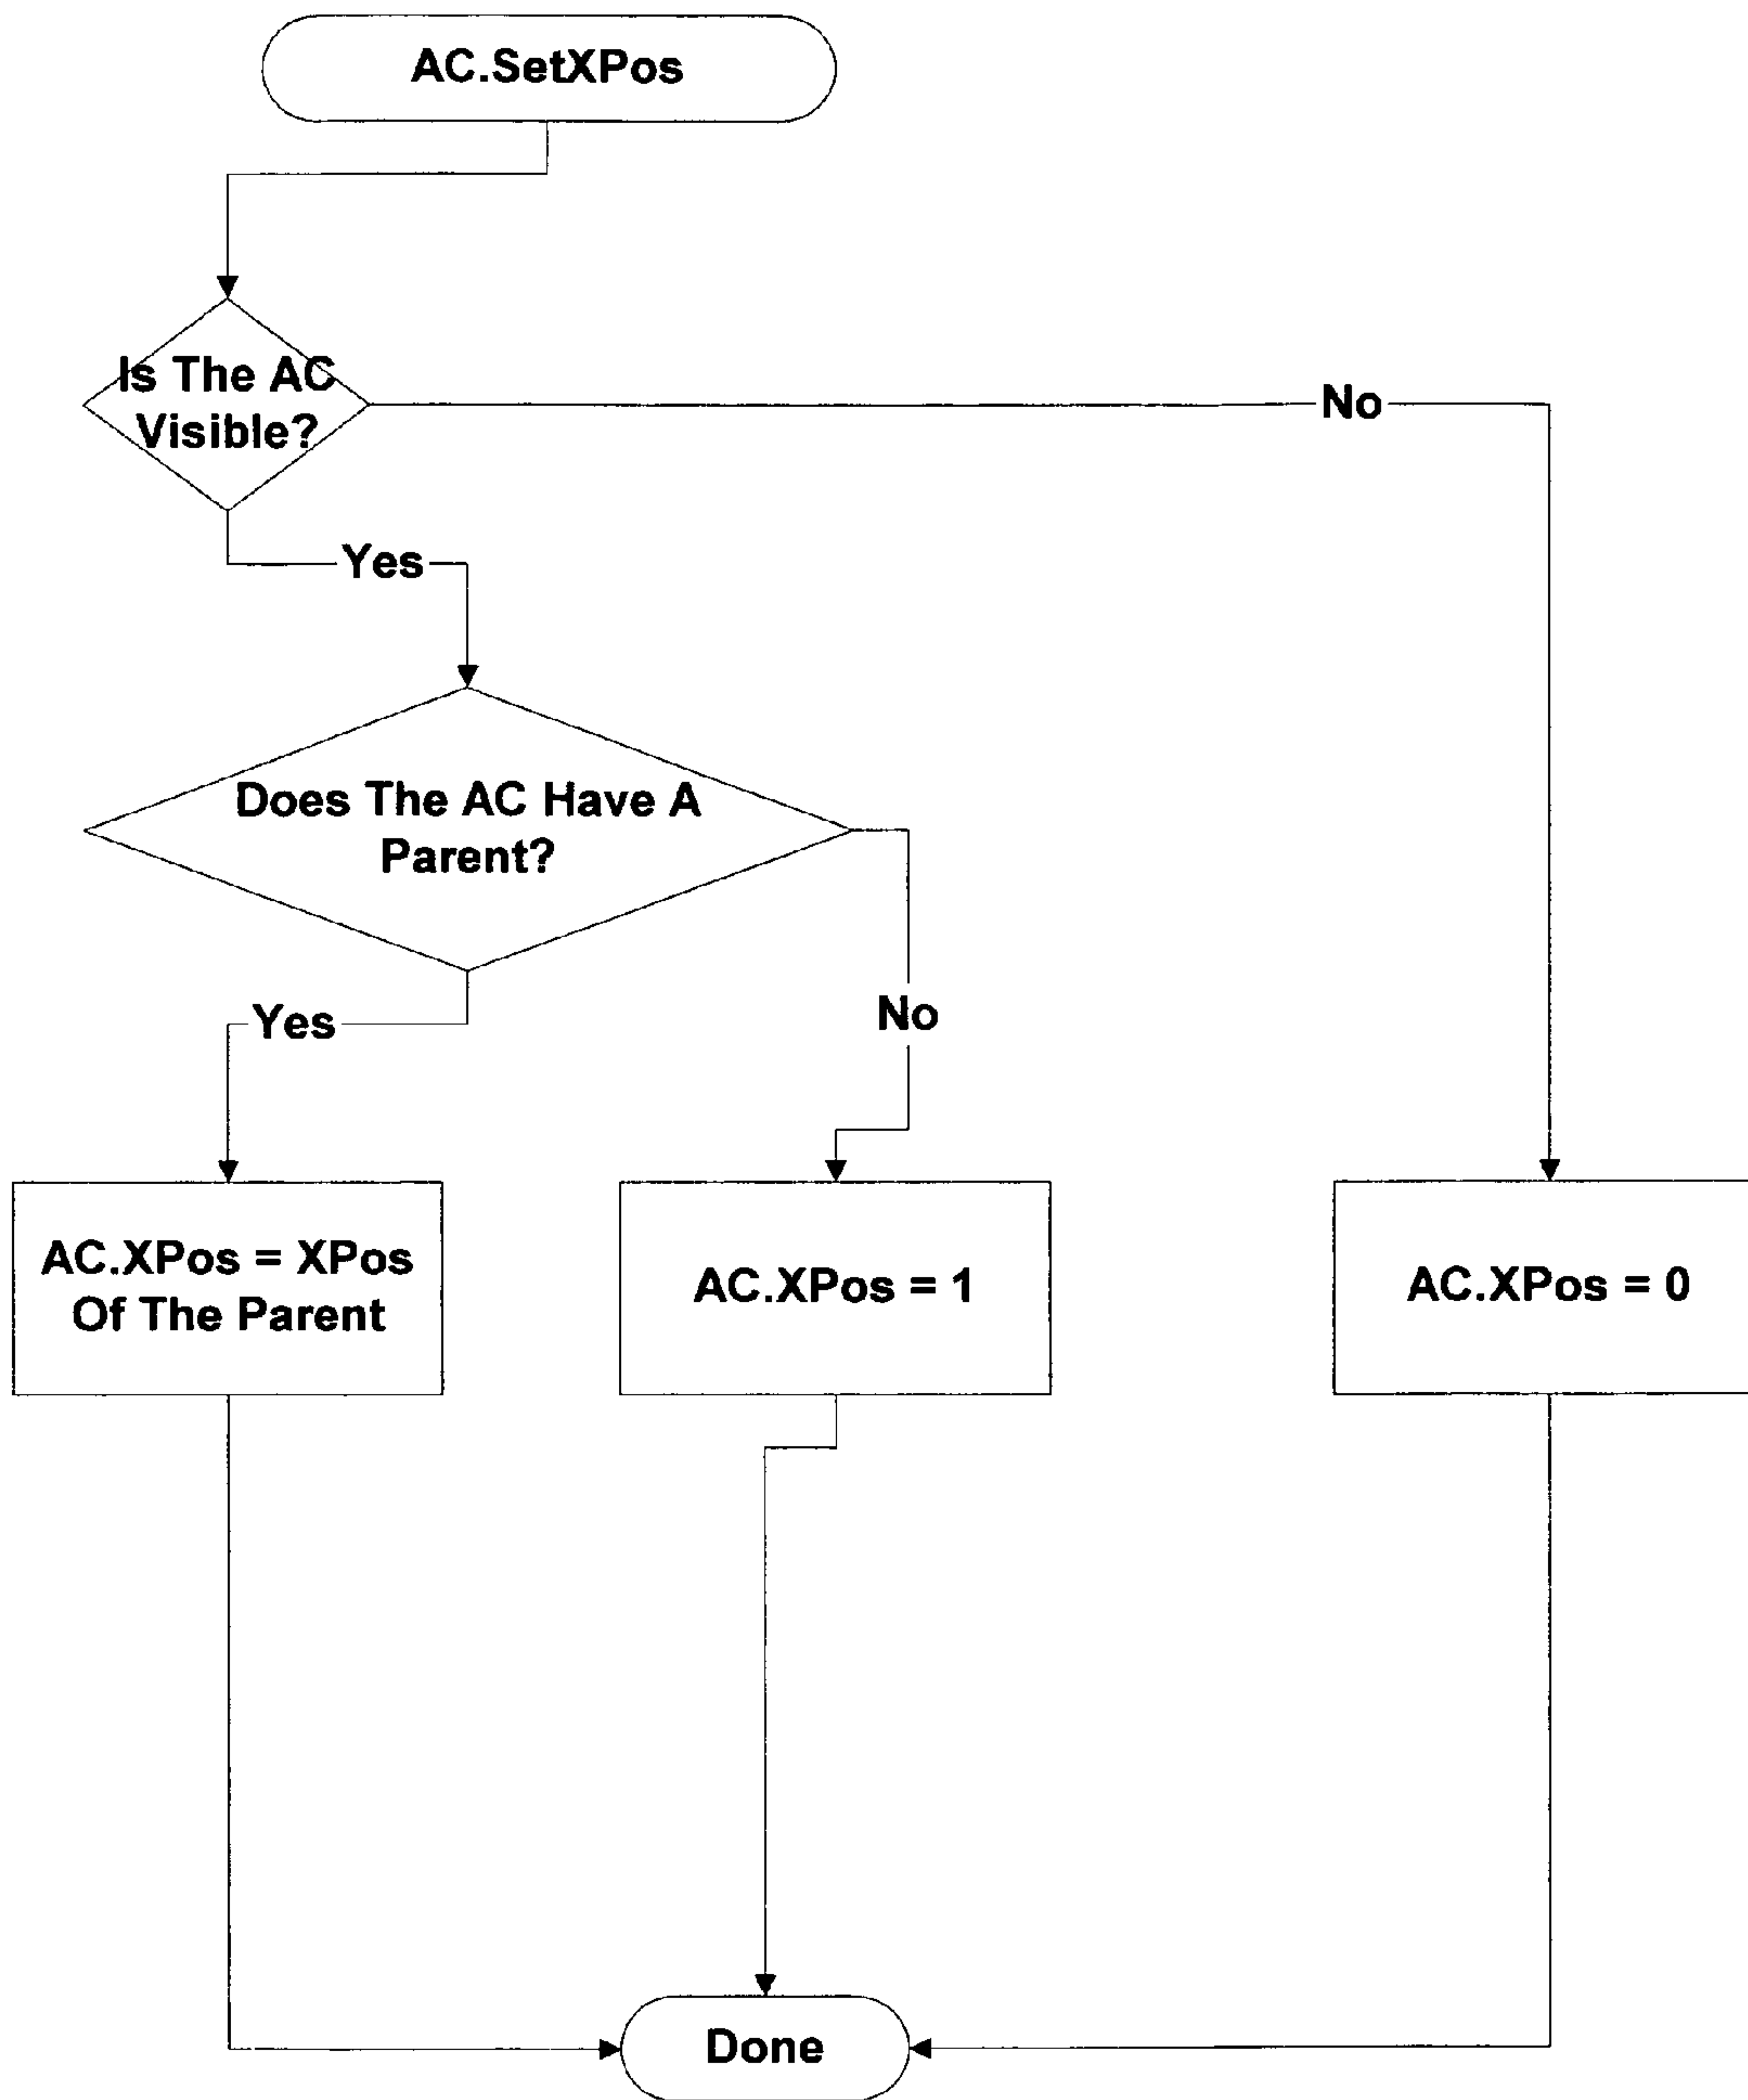 AC.SetXPos
Is The AC
Visible?
No
Yes
Does The AC Have A
Parent?
Yes
No
AC.XPos = XPos
Of The Parent
AC.XPos = 1
AC.XPos = 0
Done